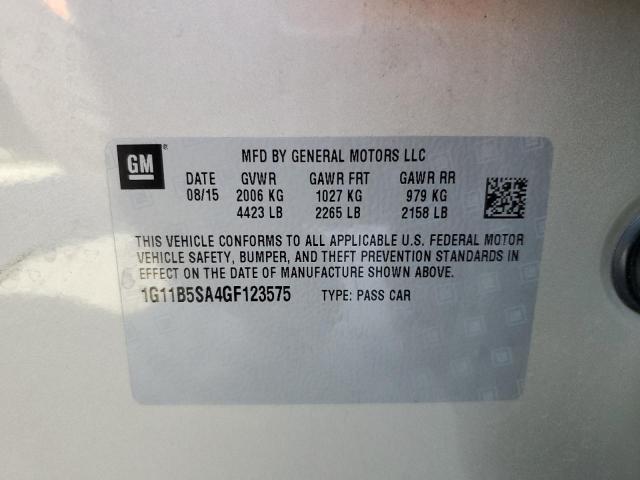 GM ® MFD BY GENERAL MOTORS LLC
DATE GVWR GAWR FRT GAWR RR
08/15 2006 KG 1027 KG 979 KG
4423 LB 2265 LB 2158 LB
THIS VEHICLE CONFORMS TO ALL APPLICABLE U.S. FEDERAL MOTOR
VEHICLE SAFETY, BUMPER, AND THEFT PREVENTION STANDARDS IN
EFFECT ON THE DATE OF MANUFACTURE SHOWN ABOVE.
1G11B5SA4GF123575 TYPE: PASS CAR